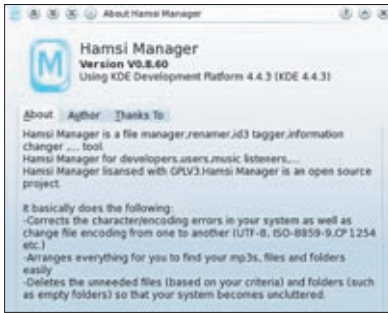 About Hamsi Manager
Hamsi Manager
Version V0.8.60
Using KDE Development Platform 4.4.3 (KDE 4.4.3)
About Author Thanks To
Hamsi Manager is a file manager,renamer,id3 tagger,information
changer ,... tool.
Hamsi Manager for developers,users,music listeners,...
Hamsi Manager lisansed with GPLV3.Hamsi Manager is an open source
project.
It basically does the following:
-Corrects the character/encoding errors in your system as well as
change file encoding from one to another (UTF-8, ISO-8859-9,CP 1254
etc.)
-Arranges everything for you to find your mp3s, files and folders
easily
-Deletes the unneeded files (based on your criteria) and folders (such
as empty folders) so that your system becomes uncluttered.